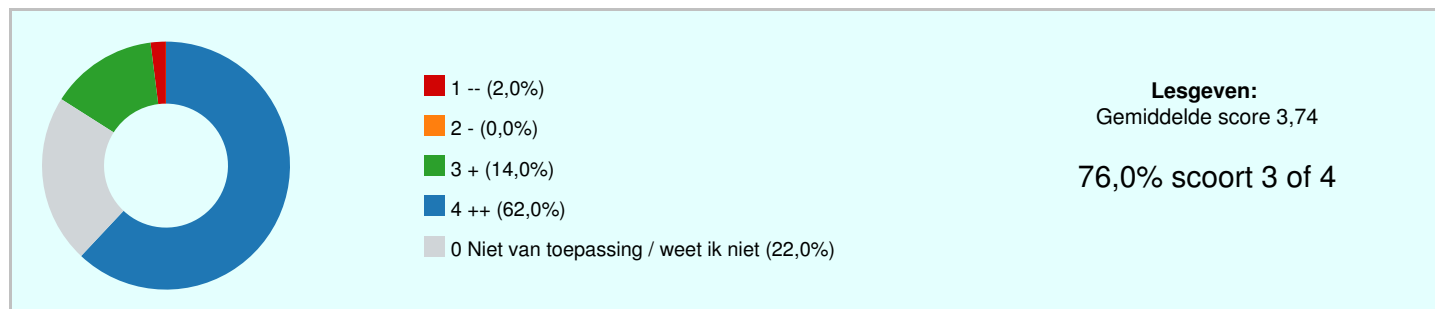 1 -- (2,0%)
2 - (0,0%)
3 + (14,0%)
4 ++ (62,0%)
0 Niet van toepassing / weet ik niet (22,0%)
Lesgeven:
Gemiddelde score 3,74
76,0% scoort 3 of 4